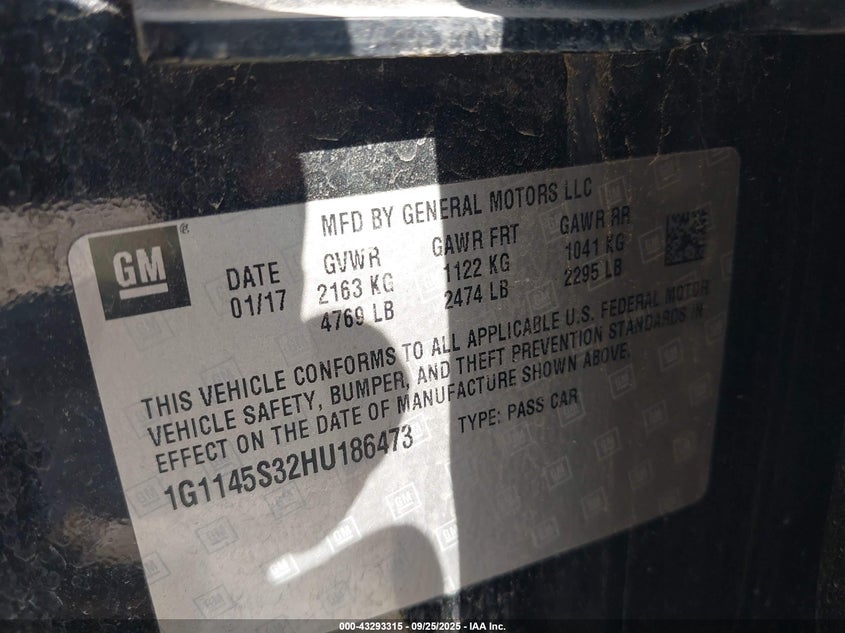 GM
MFD BY GENERAL MOTORS LLC
DATE GVWR GAWR FRT GAWR RR
01/17 2163 KG 1122 KG 1041 KG
4769 LB 2474 LB 2295 LB
THIS VEHICLE CONFORMS TO ALL APPLICABLE U.S. FEDERAL MOTOR
VEHICLE SAFETY, BUMPER, AND THEFT PREVENTION STANDARDS IN
EFFECT ON THE DATE OF MANUFACTURE SHOWN ABOVE.
1G1145S32HU186473 TYPE: PASS CAR
000-43293315 - 09/25/2025 - IAA Inc.